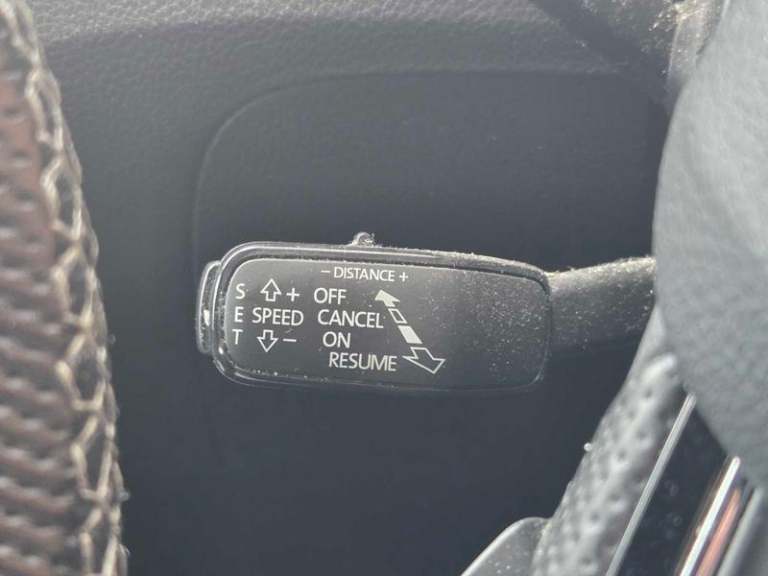 − DISTANCE +
S + OFF
E SPEED CANCEL
T − ON
RESUME